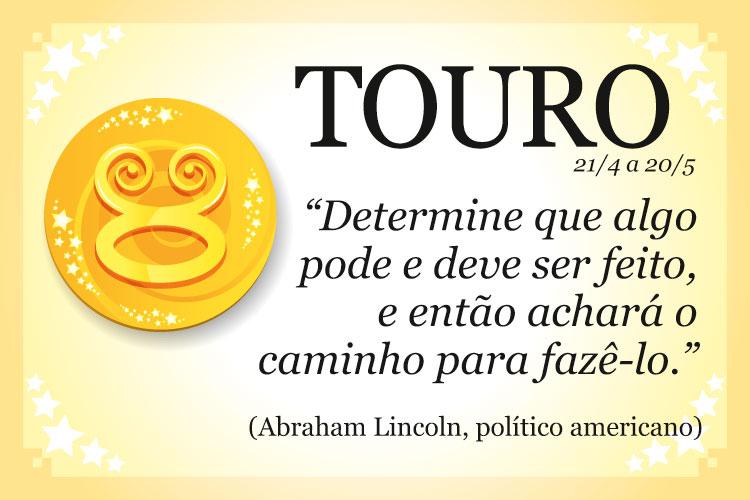 TOURO
21/4 a 20/5
“Determine que algo
pode e deve ser feito,
e então achará o
caminho para fazê-lo.”
(Abraham Lincoln, político americano)